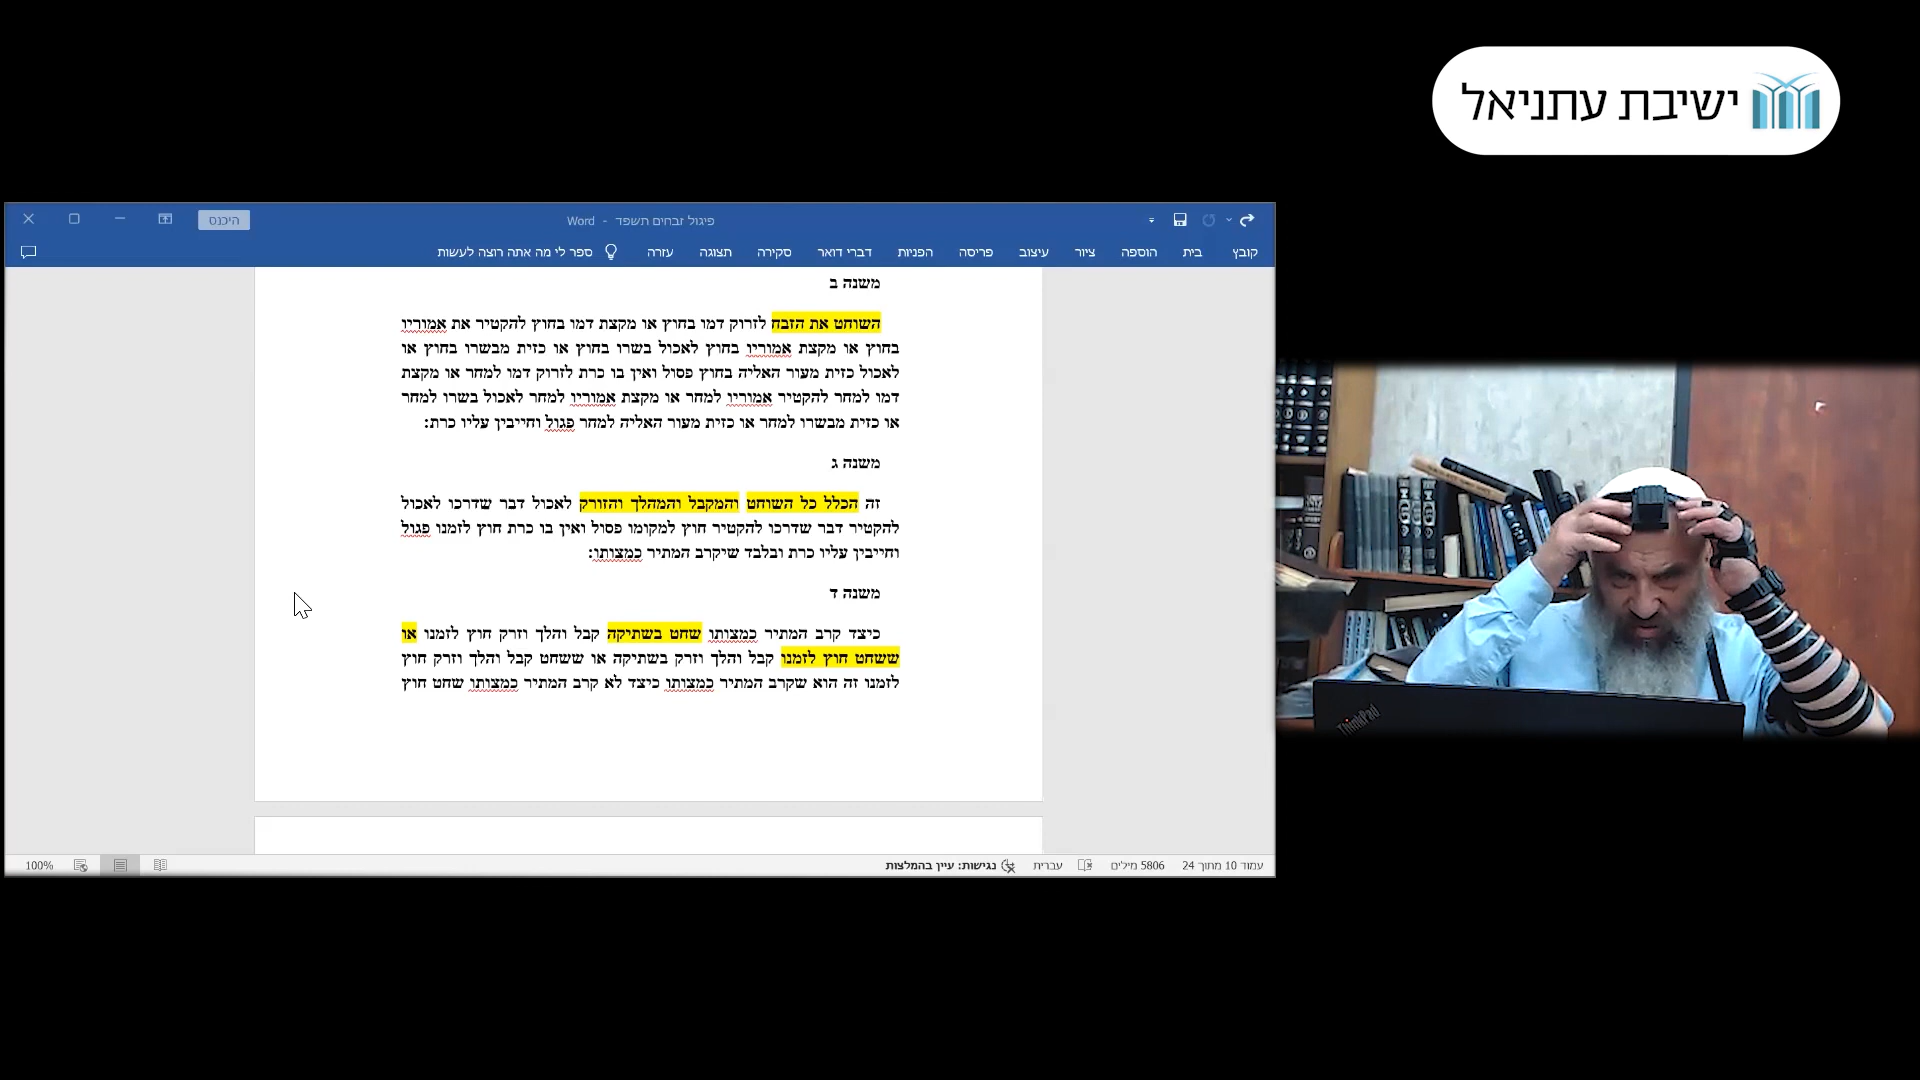 ישיבת עתניאל
פיגול זבחים תשפד - Word
היכנס
קובץ בית הוספה ציור עיצוב פריסה הפניות דברי דואר סקירה תצוגה עזרה ספר לי מה אתה רוצה לעשות
משנה ב
השוחט את הזבח לזרוק דמו בחוץ או מקצת דמו בחוץ להקטיר את אמוריו
בחוץ או מקצת אמוריו בחוץ לאכול בשרו בחוץ או כזית מבשרו בחוץ או
לאכול כזית מעור האליה בחוץ פסול ואין בו כרת לזרוק דמו למחר או מקצת
דמו למחר להקטיר אמוריו למחר או מקצת אמוריו למחר לאכול בשרו למחר
או כזית מבשרו למחר או כזית מעור האליה למחר פגול וחייבין עליו כרת:
משנה ג
זה הכלל כל השוחט והמקבל והמהלך והזורק לאכול דבר שדרכו לאכול
להקטיר דבר שדרכו להקטיר חוץ למקומו פסול ואין בו כרת חוץ לזמנו פגול
וחייבין עליו כרת ובלבד שיקרב המתיר כמצותו:
משנה ד
כיצד קרב המתיר כמצותו שחט בשתיקה קבל והלך וזרק חוץ לזמנו או
ששחט חוץ לזמנו קבל והלך וזרק בשתיקה או ששחט קבל והלך וזרק חוץ
לזמנו זה הוא שקרב המתיר כמצותו כיצד לא קרב המתיר כמצותו שחט חוץ
עמוד 10 מתוך 24 5806 מילים עברית נגישות: עיין בהמלצות 100%
ThinkPad